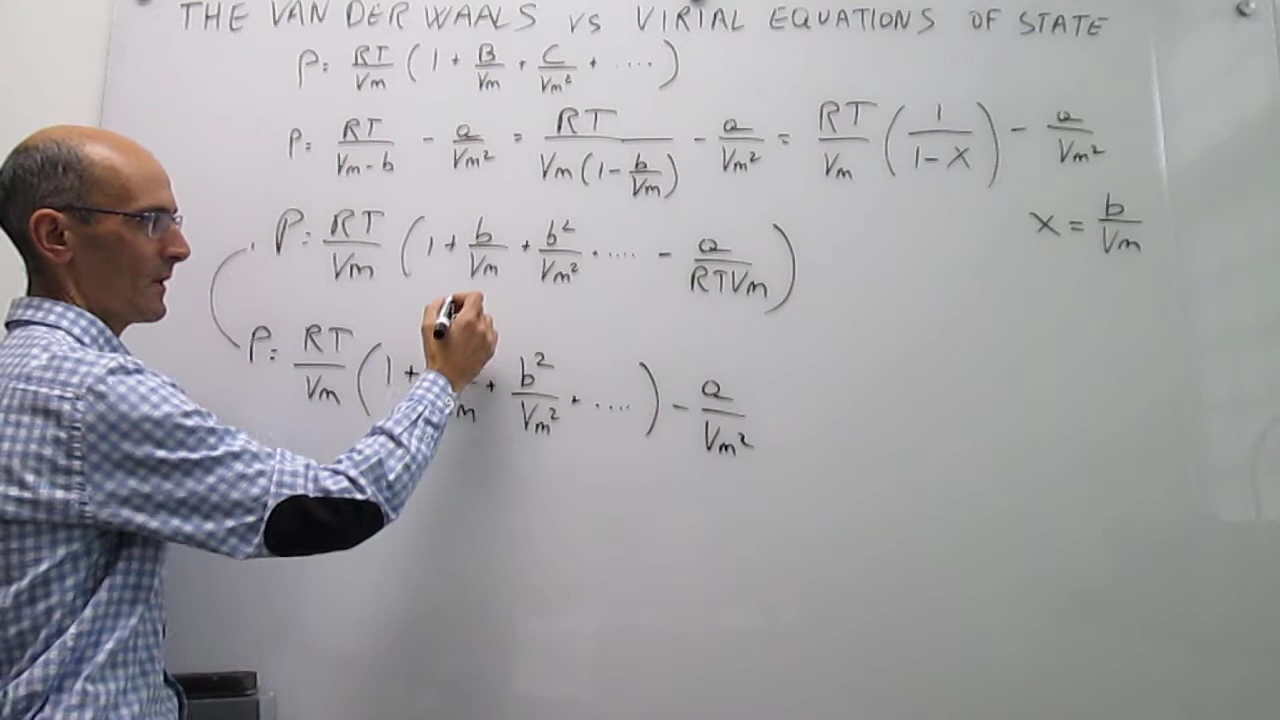 THE VAN DER WAALS VS VIRIAL EQUATIONS OF STATE
P = RT/Vm (1 + B/Vm + C/Vm² + ....)
P = RT/(Vm-b) - a/Vm² = RT/(Vm(1-b/Vm)) - a/Vm² = RT/Vm (1/(1-X)) - a/Vm²
X = b/Vm
P = RT/Vm (1 + b/Vm + b²/Vm² + .... - a/(RTVm))
P = RT/Vm (1 + m + b²/Vm² + ....) - a/Vm²